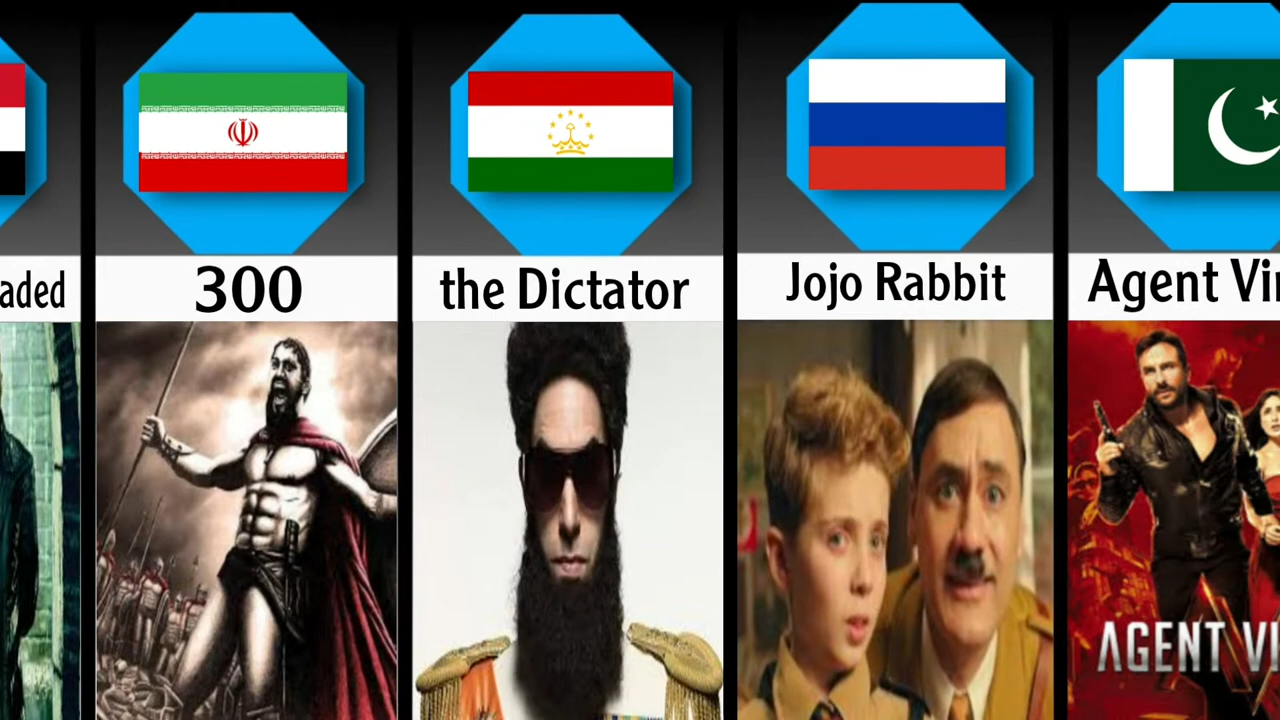 aded
300
the Dictator
Jojo Rabbit
Agent Vi
AGENT VI